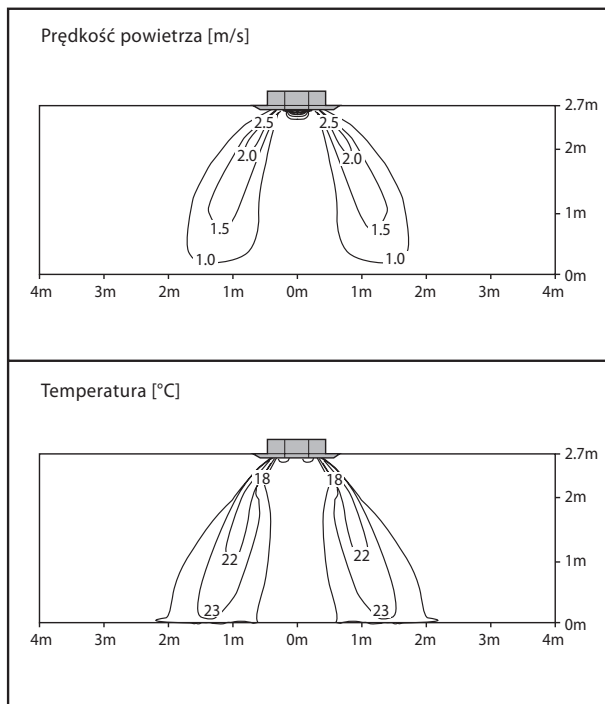 Prędkość powietrza [m/s]
2.7m
2.5 2.5
2.0 2.0
2m
1m
1.5 1.5
1.0 1.0
0m
4m 3m 2m 1m 0m 1m 2m 3m 4m
Temperatura [°C]
2.7m
18 18
2m
22 22
1m
23 23
0m
4m 3m 2m 1m 0m 1m 2m 3m 4m